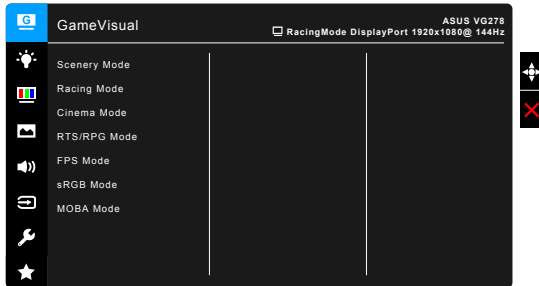 G
GameVisual
ASUS VG278
RacingMode DisplayPort 1920x1080@ 144Hz
Scenery Mode
Racing Mode
Cinema Mode
RTS/RPG Mode
FPS Mode
sRGB Mode
MOBA Mode